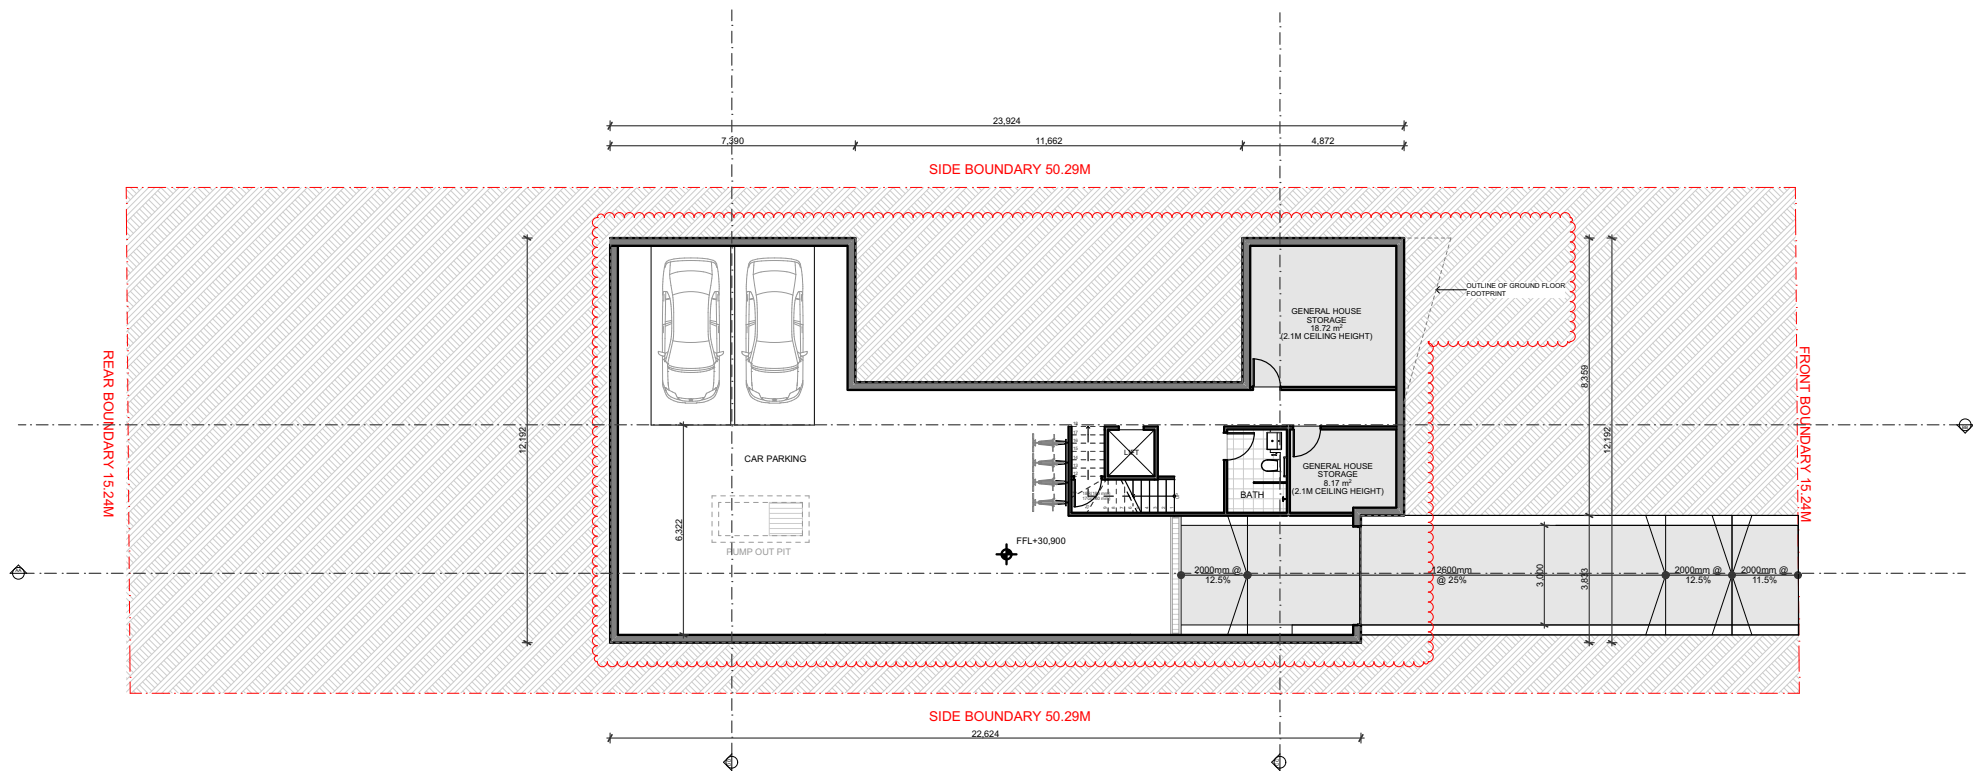 23,924
7,390
11,662
4,872
SIDE BOUNDARY 50.29M
REAR BOUNDARY 15.24M
12,192
OUTLINE OF GROUND FLOOR
FOOTPRINT
GENERAL HOUSE
STORAGE
18.72 m²
(2.1M CEILING HEIGHT)
8,359
12,192
FRONT BOUNDARY 15.24M
CAR PARKING
LIFT
BATH
GENERAL HOUSE
STORAGE
8.17 m²
(2.1M CEILING HEIGHT)
6,322
PUMP OUT PIT
FFL+30,900
2000mm @
12.5%
12600mm
@ 25%
3,000
3,833
2000mm @
12.5%
2000mm @
11.5%
SIDE BOUNDARY 50.29M
22,624